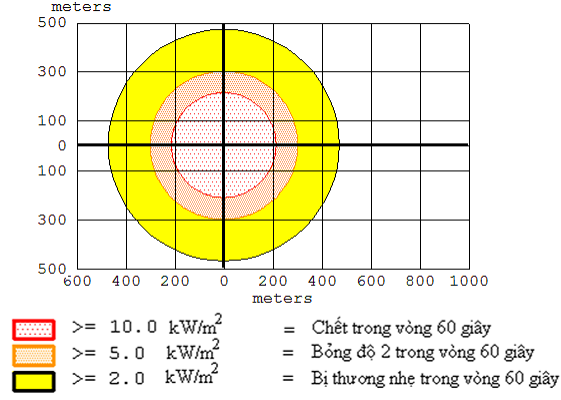 meters
500
300
100
0
100
300
500
600 400 200 0 200 400 600 800 1000
meters
>= 10.0 kW/m² = Chết trong vòng 60 giây
>= 5.0 kW/m² = Bỏng độ 2 trong vòng 60 giây
>= 2.0 kW/m² = Bị thương nhẹ trong vòng 60 giây